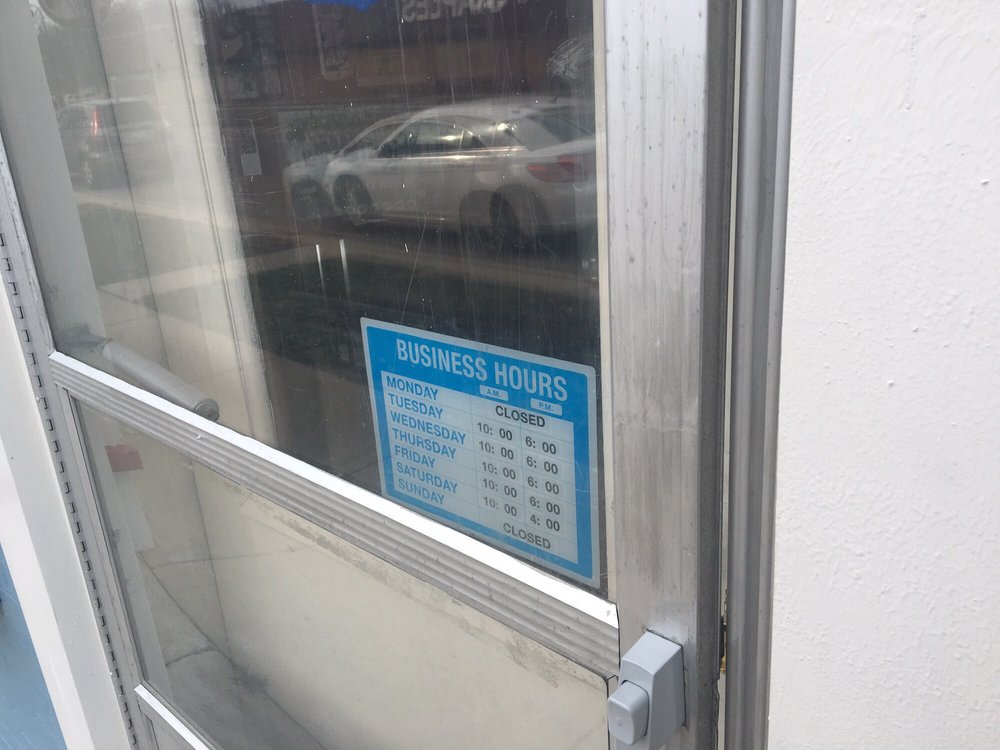 BUSINESS HOURS
A.M. P.M.
MONDAY CLOSED
TUESDAY 10: 00 6: 00
WEDNESDAY 10: 00 6: 00
THURSDAY 10: 00 6: 00
FRIDAY 10: 00 6: 00
SATURDAY 10: 00 4: 00
SUNDAY CLOSED